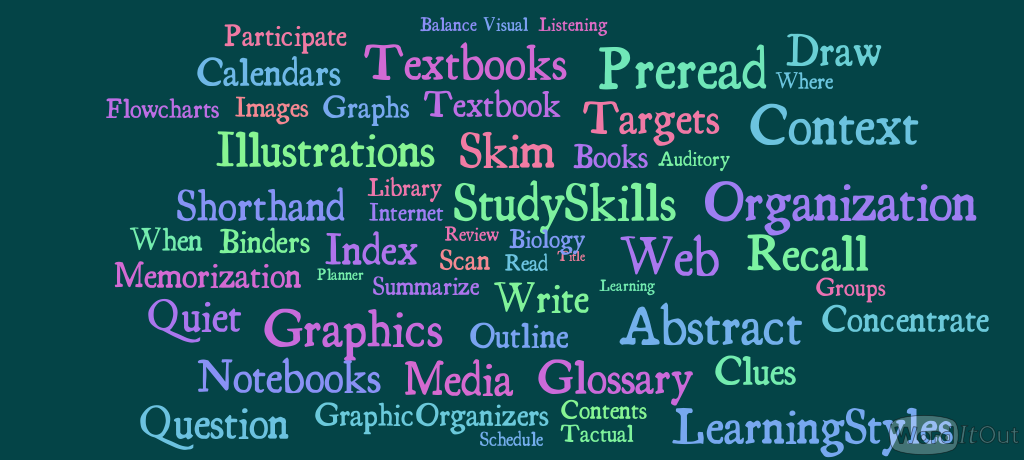 Balance Visual Listening
Participate Textbooks Preread Draw
Calendars Where
Flowcharts Images Graphs Textbook Targets Context
Illustrations Skim Books Auditory
Shorthand Library StudySkills Organization
Internet
When Binders Index Review Biology Web Recall
Scan Read Title
Memorization Planner Summarize Write Learning Groups
Quiet Graphics Outline Abstract Concentrate
Notebooks Media Glossary Clues
Question GraphicOrganizers Contents LearningStyles
Schedule Tactual
WordItOut